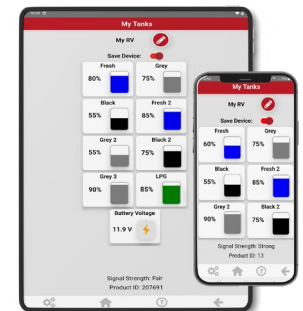 My Tanks
My RV
Save Device:
Fresh Grey
80% 75%
Black Fresh 2
55% 85%
Grey 2 Black 2
55% 75%
Grey 3 LPG
90% 85%
Battery Voltage
11.9 V
Signal Strength: Fair
Product ID: 207691
My Tanks
My RV
Save Device:
Fresh Grey
60% 75%
Black Fresh 2
55% 85%
Grey 2 Black 2
90% 75%
Signal Strength: Strong
Product ID: 13